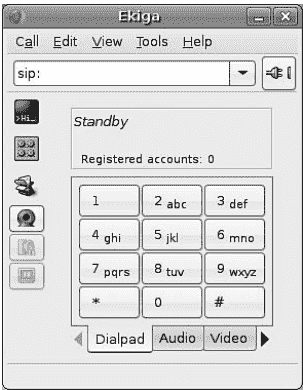 Ekiga
Call Edit View Tools Help
sip:
>Hi_
Standby
Registered accounts: 0
1 2 abc 3 def
4 ghi 5 jkl 6 mno
7 pqrs 8 tuv 9 wxyz
* 0 #
Dialpad Audio Video